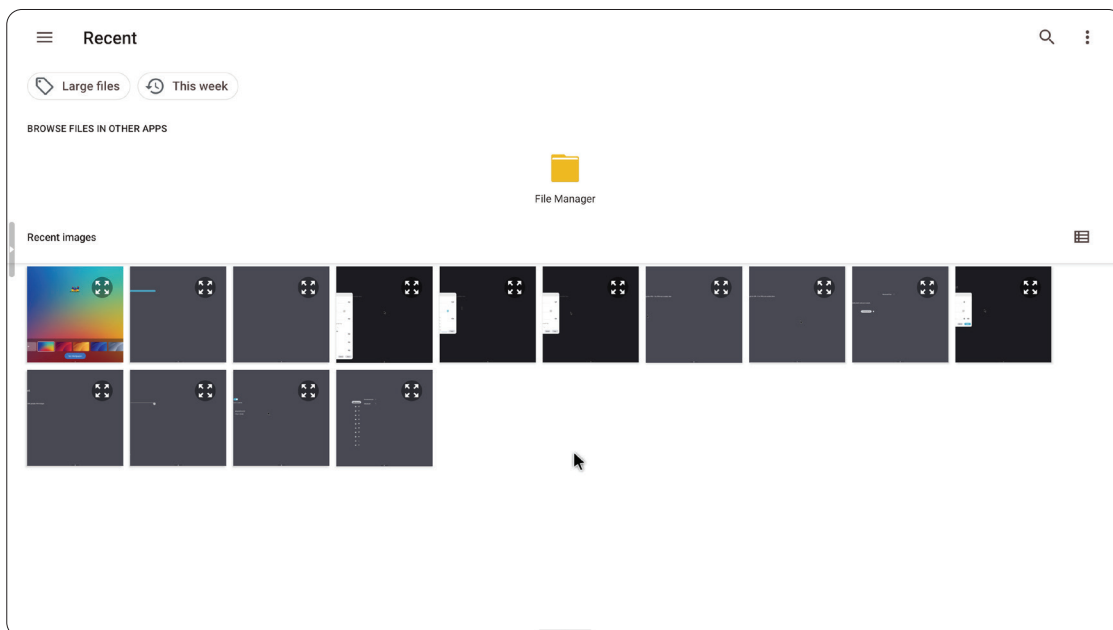 Recent
Large files
This week
BROWSE FILES IN OTHER APPS
File Manager
Recent images